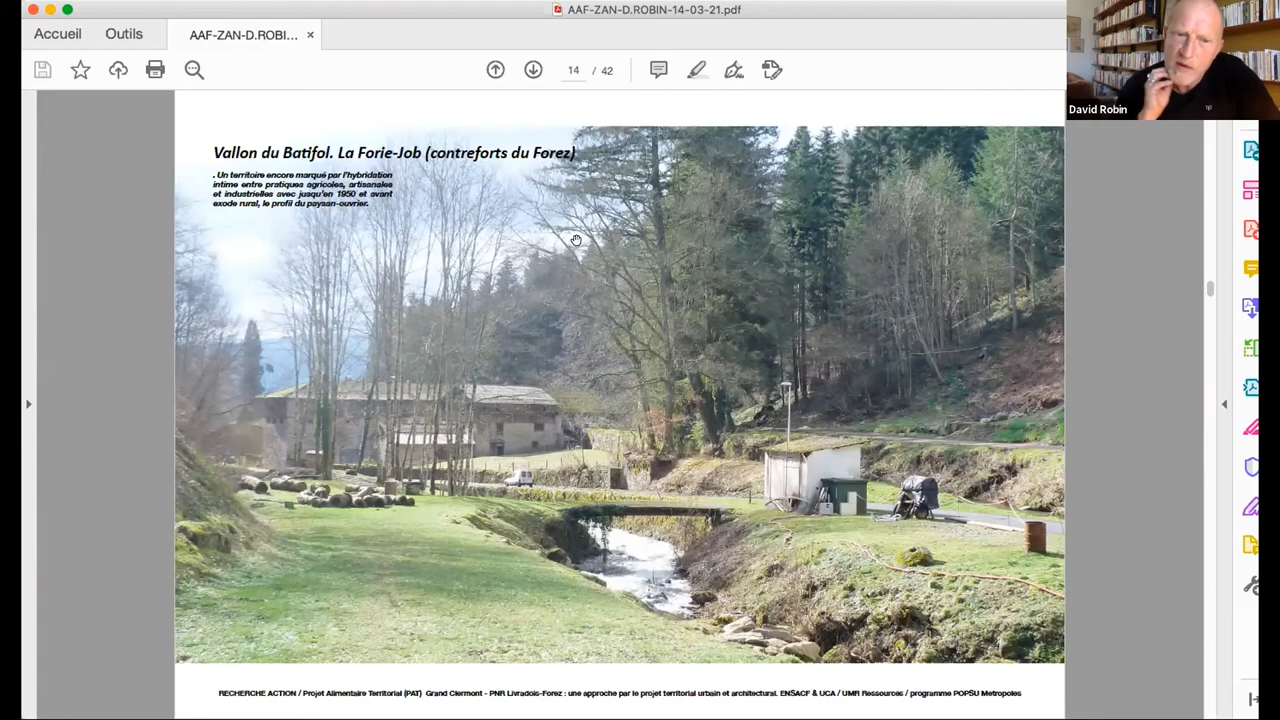 AAF-ZAN-D.ROBIN-14-03-21.pdf
Accueil
Outils
AAF-ZAN-D.ROBI...
14 / 42
David Robin
Vallon du Batifol. La Forie-Job (contreforts du Forez)
. Un territoire encore marqué par l'hybridation
intime entre pratiques agricoles, artisanales
et industrielles avec jusqu'en 1950 et avant
exode rural, le profil du paysan-ouvrier.
RECHERCHE ACTION / Projet Alimentaire Territorial (PAT) Grand Clermont - PNR Livradois-Forez : une approche par le projet territorial urbain et architectural. ENSACF & UCA / UMR Ressources / programme POPSU Metropoles